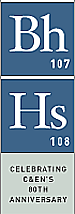 Bh
107
Hs
108
CELEBRATING
C&EN'S
80TH
ANNIVERSARY